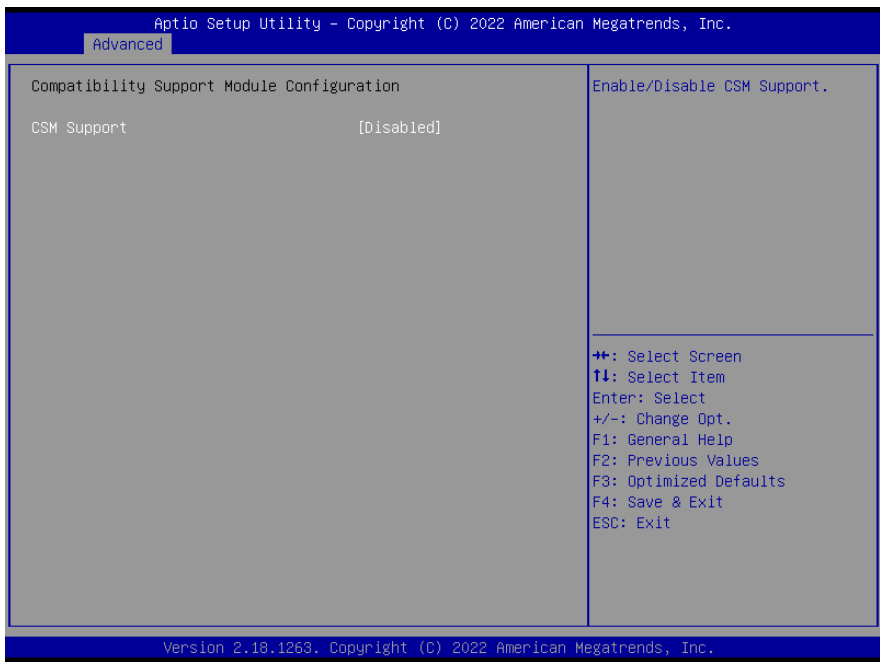 Aptio Setup Utility – Copyright (C) 2022 American Megatrends, Inc.
Advanced
Compatibility Support Module Configuration
CSM Support [Disabled]
Enable/Disable CSM Support.
→←: Select Screen
↑↓: Select Item
Enter: Select
+/-: Change Opt.
F1: General Help
F2: Previous Values
F3: Optimized Defaults
F4: Save & Exit
ESC: Exit
Version 2.18.1263. Copyright (C) 2022 American Megatrends, Inc.